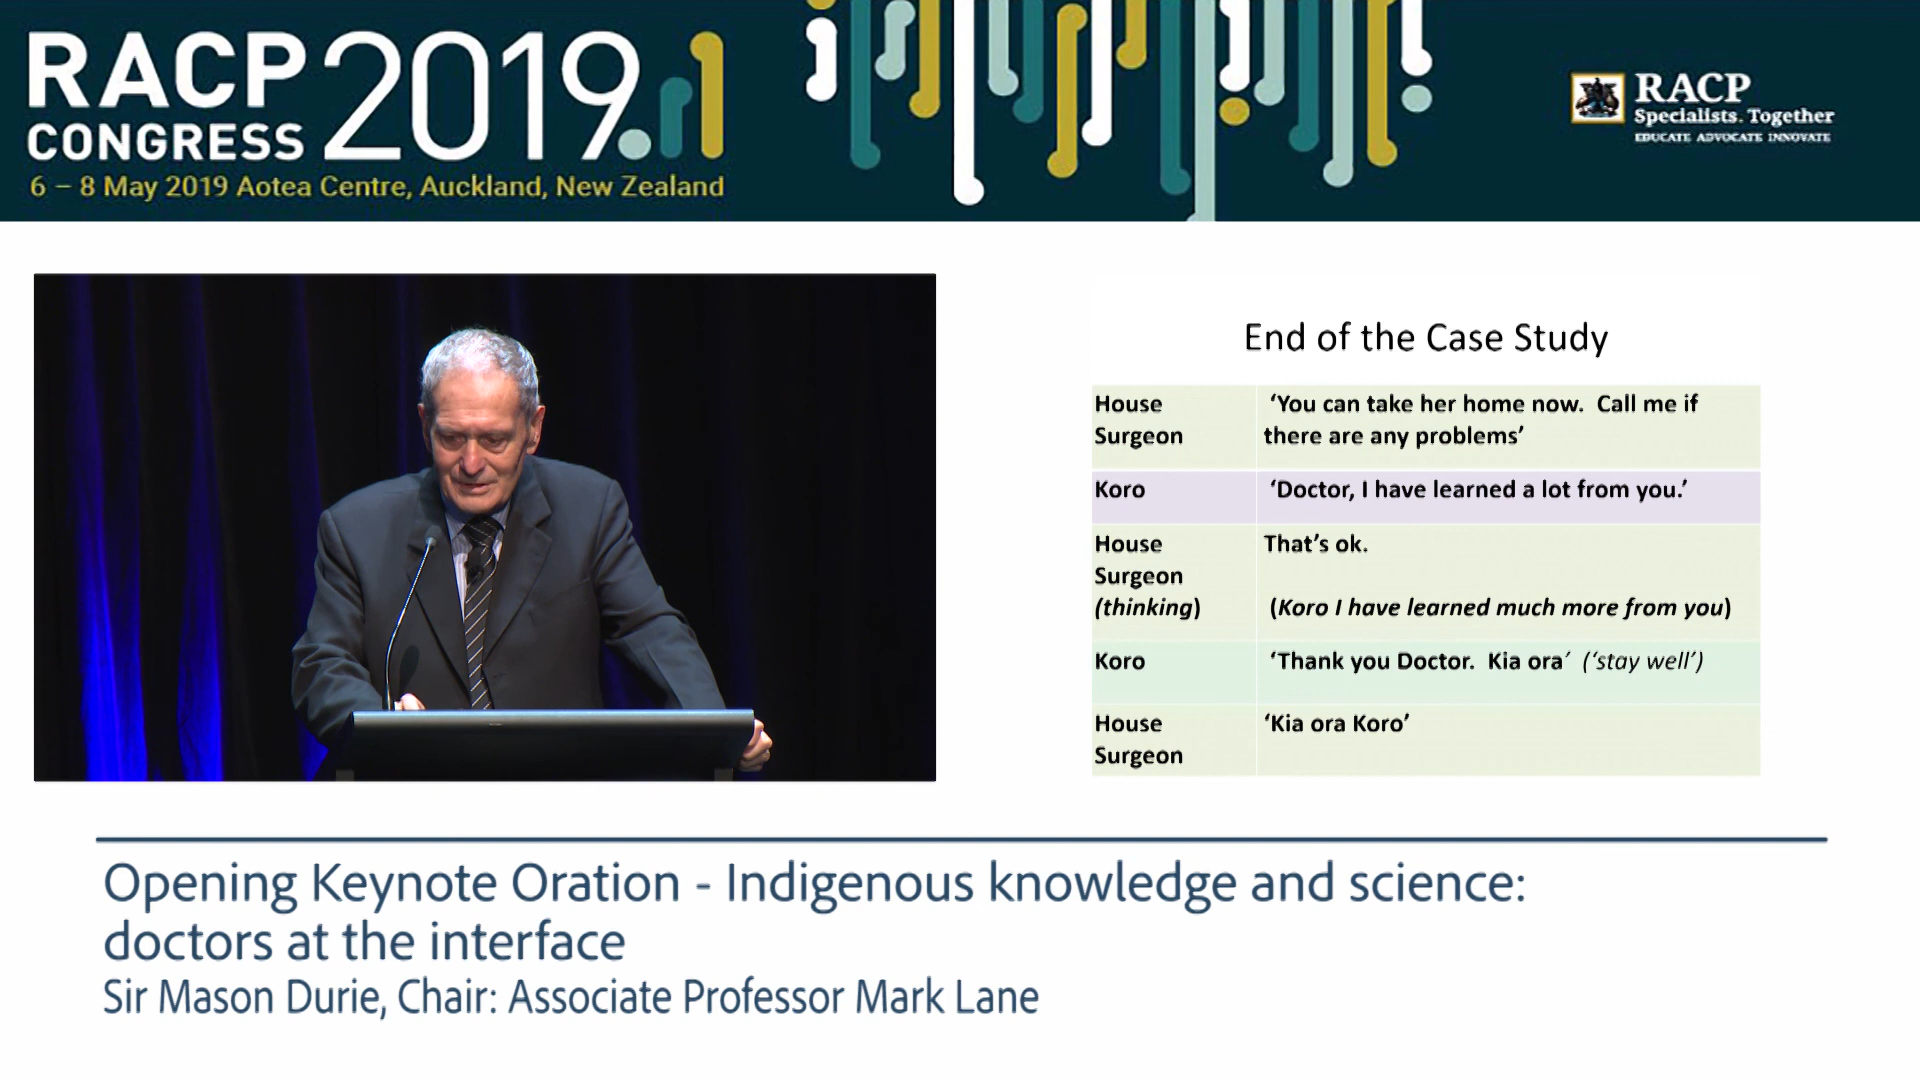 RACP
CONGRESS
2019
6 – 8 May 2019 Aotea Centre, Auckland, New Zealand
RACP
Specialists. Together
EDUCATE ADVOCATE INNOVATE
End of the Case Study
House
Surgeon
‘You can take her home now. Call me if
there are any problems’
Koro
‘Doctor, I have learned a lot from you.’
House
Surgeon
(thinking)
That’s ok.
(Koro I have learned much more from you)
Koro
‘Thank you Doctor. Kia ora’ (‘stay well’)
House
Surgeon
‘Kia ora Koro’
Opening Keynote Oration - Indigenous knowledge and science:
doctors at the interface
Sir Mason Durie, Chair: Associate Professor Mark Lane